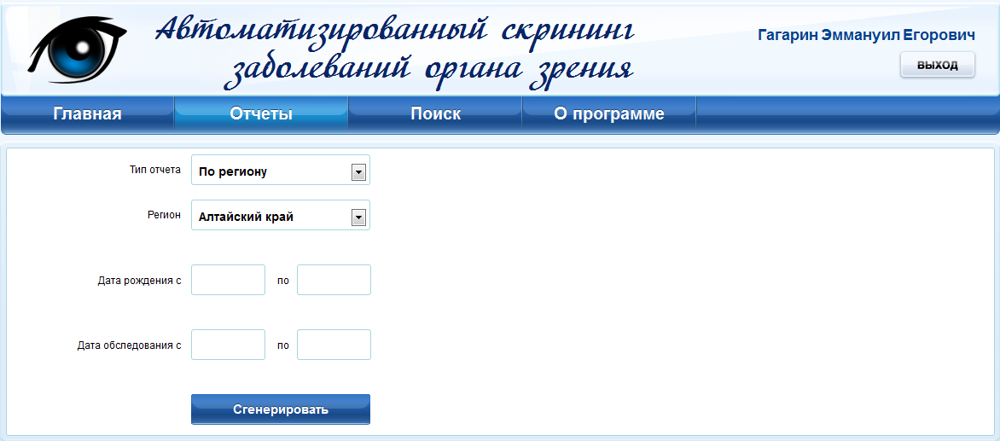 Автоматизированный скрининг
заболеваний органа зрения
Гагарин Эммануил Егорович
ВЫХОД
Главная Отчеты Поиск О программе
Тип отчета По региону
Регион Алтайский край
Дата рождения с по
Дата обследования с по
Сгенерировать